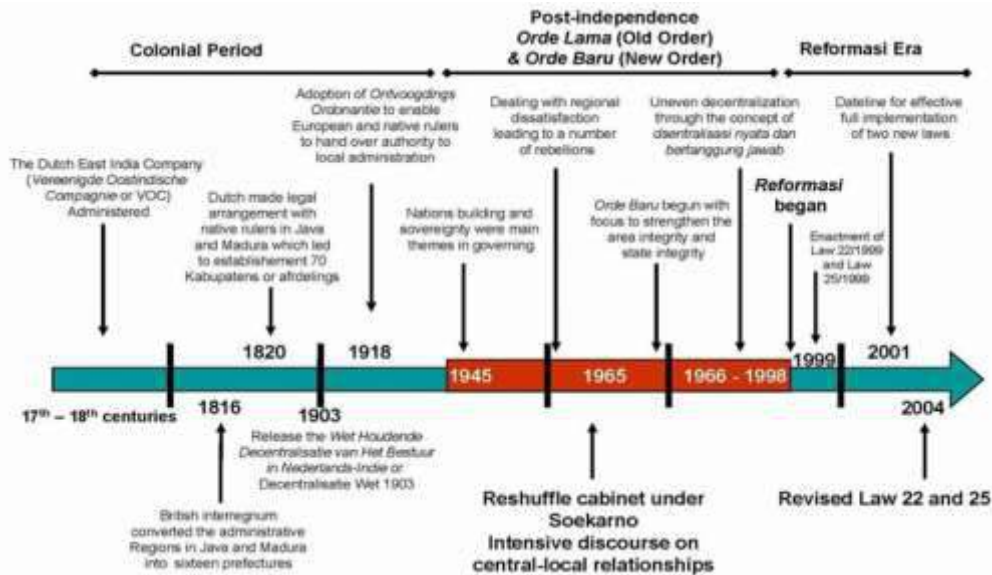 Colonial Period
Post-independence
Orde Lama (Old Order)
& Orde Baru (New Order)
Reformasi Era
The Dutch East India Company
(Vereenigde Oostindische
Compagnie or VOC)
Administered
Dutch made legal
arrangement with
native rulers in Java
and Madura which led
to establishement 70
Kabupatens or afrdelings
Adoption of Ontvoogdings
Orobnantie to enable
European and native rulers
to hand over authority to
local administration
Nations building and
sovereignty were main
themes in governing
Dealing with regional
dissatisfaction
leading to a number
of rebellions
Orde Baru begun with
focus to strengthen the
area integrity and
state integrity
Uneven decentralization
through the concept of
dsentraliasi nyata dan
bertanggung jawab
Reformasi
began
Enactment of
Law 22/1999
and Law
25/1999
Dateline for effective
full implementation
of two new laws
1820
1918
1945
1965
1966 - 1998
1999
2001
17th – 18th centuries
1816
1903
2004
British interregnum
converted the administrative
Regions in Java and Madura
into sixteen prefectures
Release the Wet Houdende
Decentralisatie van Het Bestuur
in Nederlands-Indie or
Decentralisatie Wet 1903
Reshuffle cabinet under
Soekarno
Intensive discourse on
central-local relationships
Revised Law 22 and 25